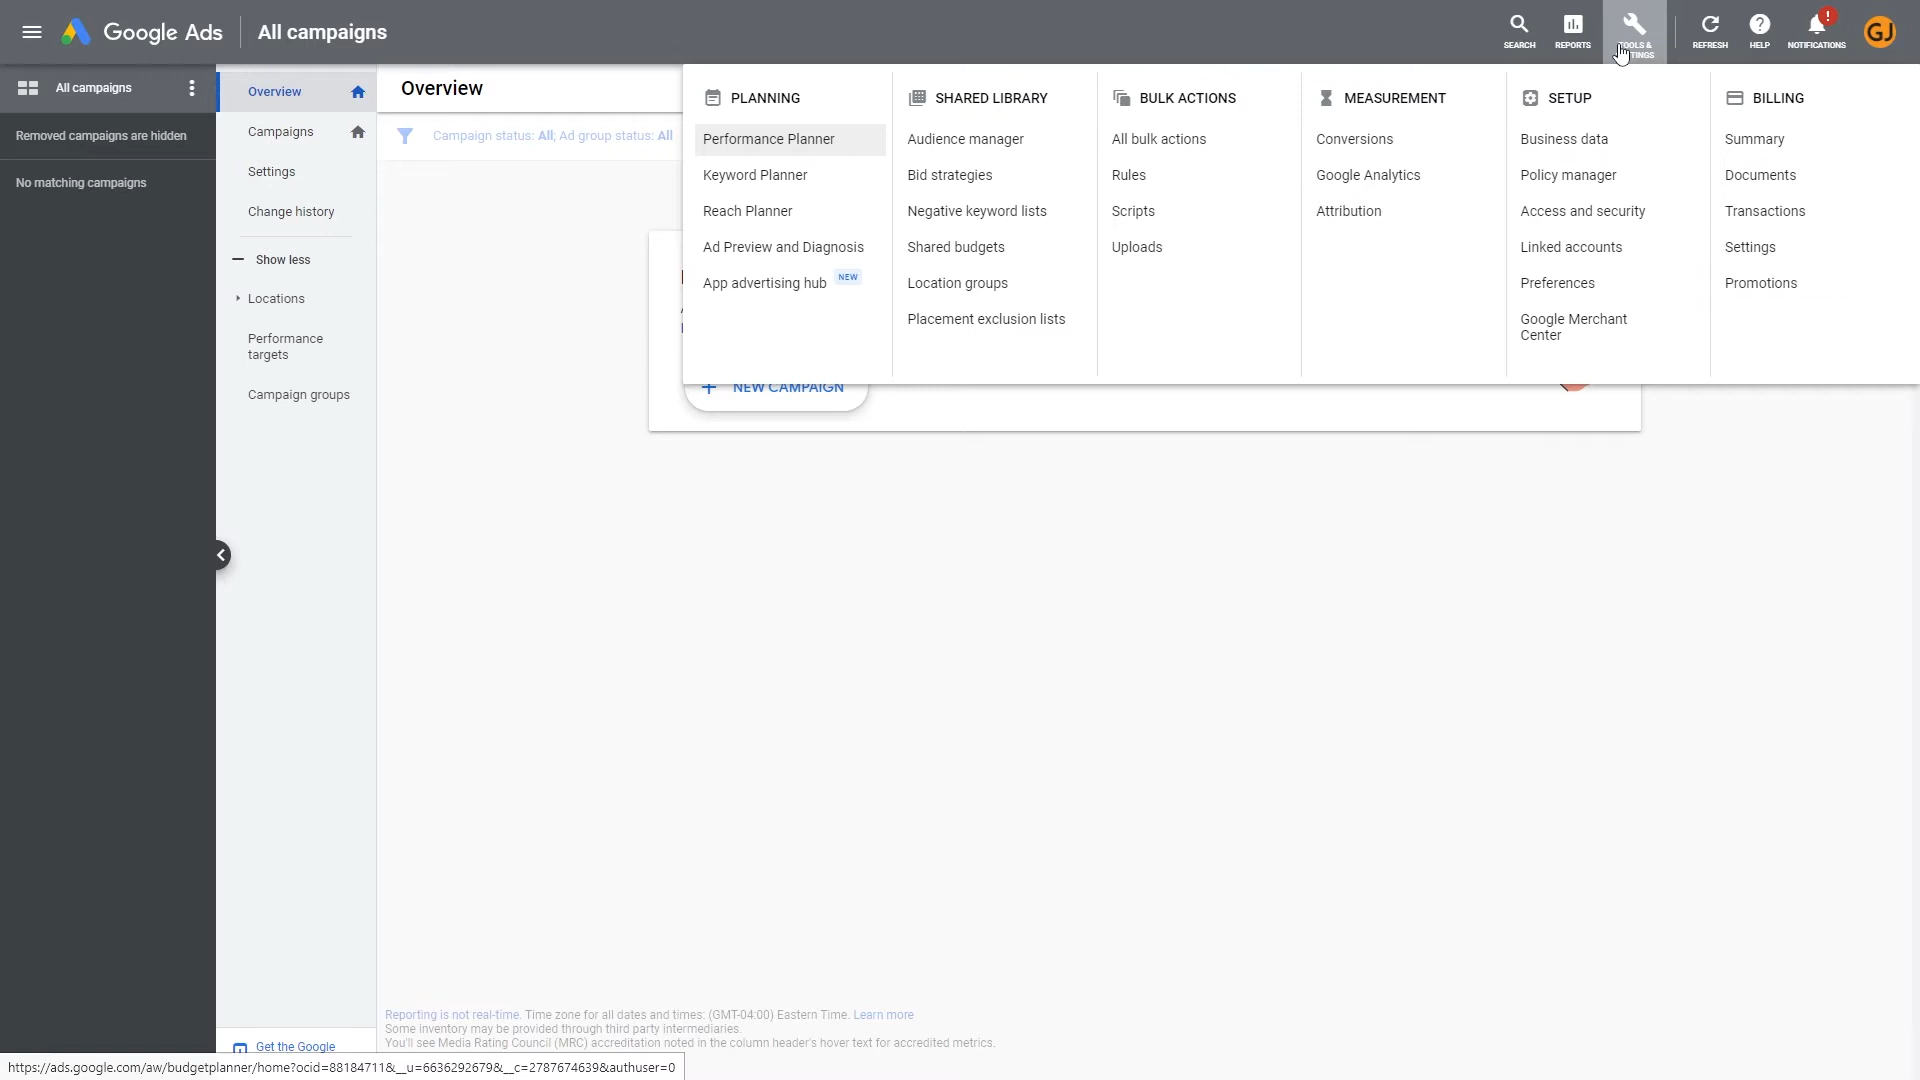 Google Ads
All campaigns
SEARCH
REPORTS
REFRESH
HELP
NOTIFICATIONS
!
GJ
All campaigns
Removed campaigns are hidden
No matching campaigns
Overview
Campaigns
Settings
Change history
Show less
Locations
Performance
targets
Campaign groups
Get the Google
Overview
Campaign status: All; Ad group status: All
PLANNING
Performance Planner
Keyword Planner
Reach Planner
Ad Preview and Diagnosis
App advertising hub NEW
SHARED LIBRARY
Audience manager
Bid strategies
Negative keyword lists
Shared budgets
Location groups
Placement exclusion lists
BULK ACTIONS
All bulk actions
Rules
Scripts
Uploads
MEASUREMENT
Conversions
Google Analytics
Attribution
SETUP
Business data
Policy manager
Access and security
Linked accounts
Preferences
Google Merchant
Center
BILLING
Summary
Documents
Transactions
Settings
Promotions
NEW CAMPAIGN
Reporting is not real-time. Time zone for all dates and times: (GMT-04:00) Eastern Time. Learn more
Some inventory may be provided through third party intermediaries.
You'll see Media Rating Council (MRC) accreditation noted in the column header's hover text for accredited metrics.
https://ads.google.com/aw/budgetplanner/home?ocid=88184711&__u=6636292679&__c=2787674639&authuser=0